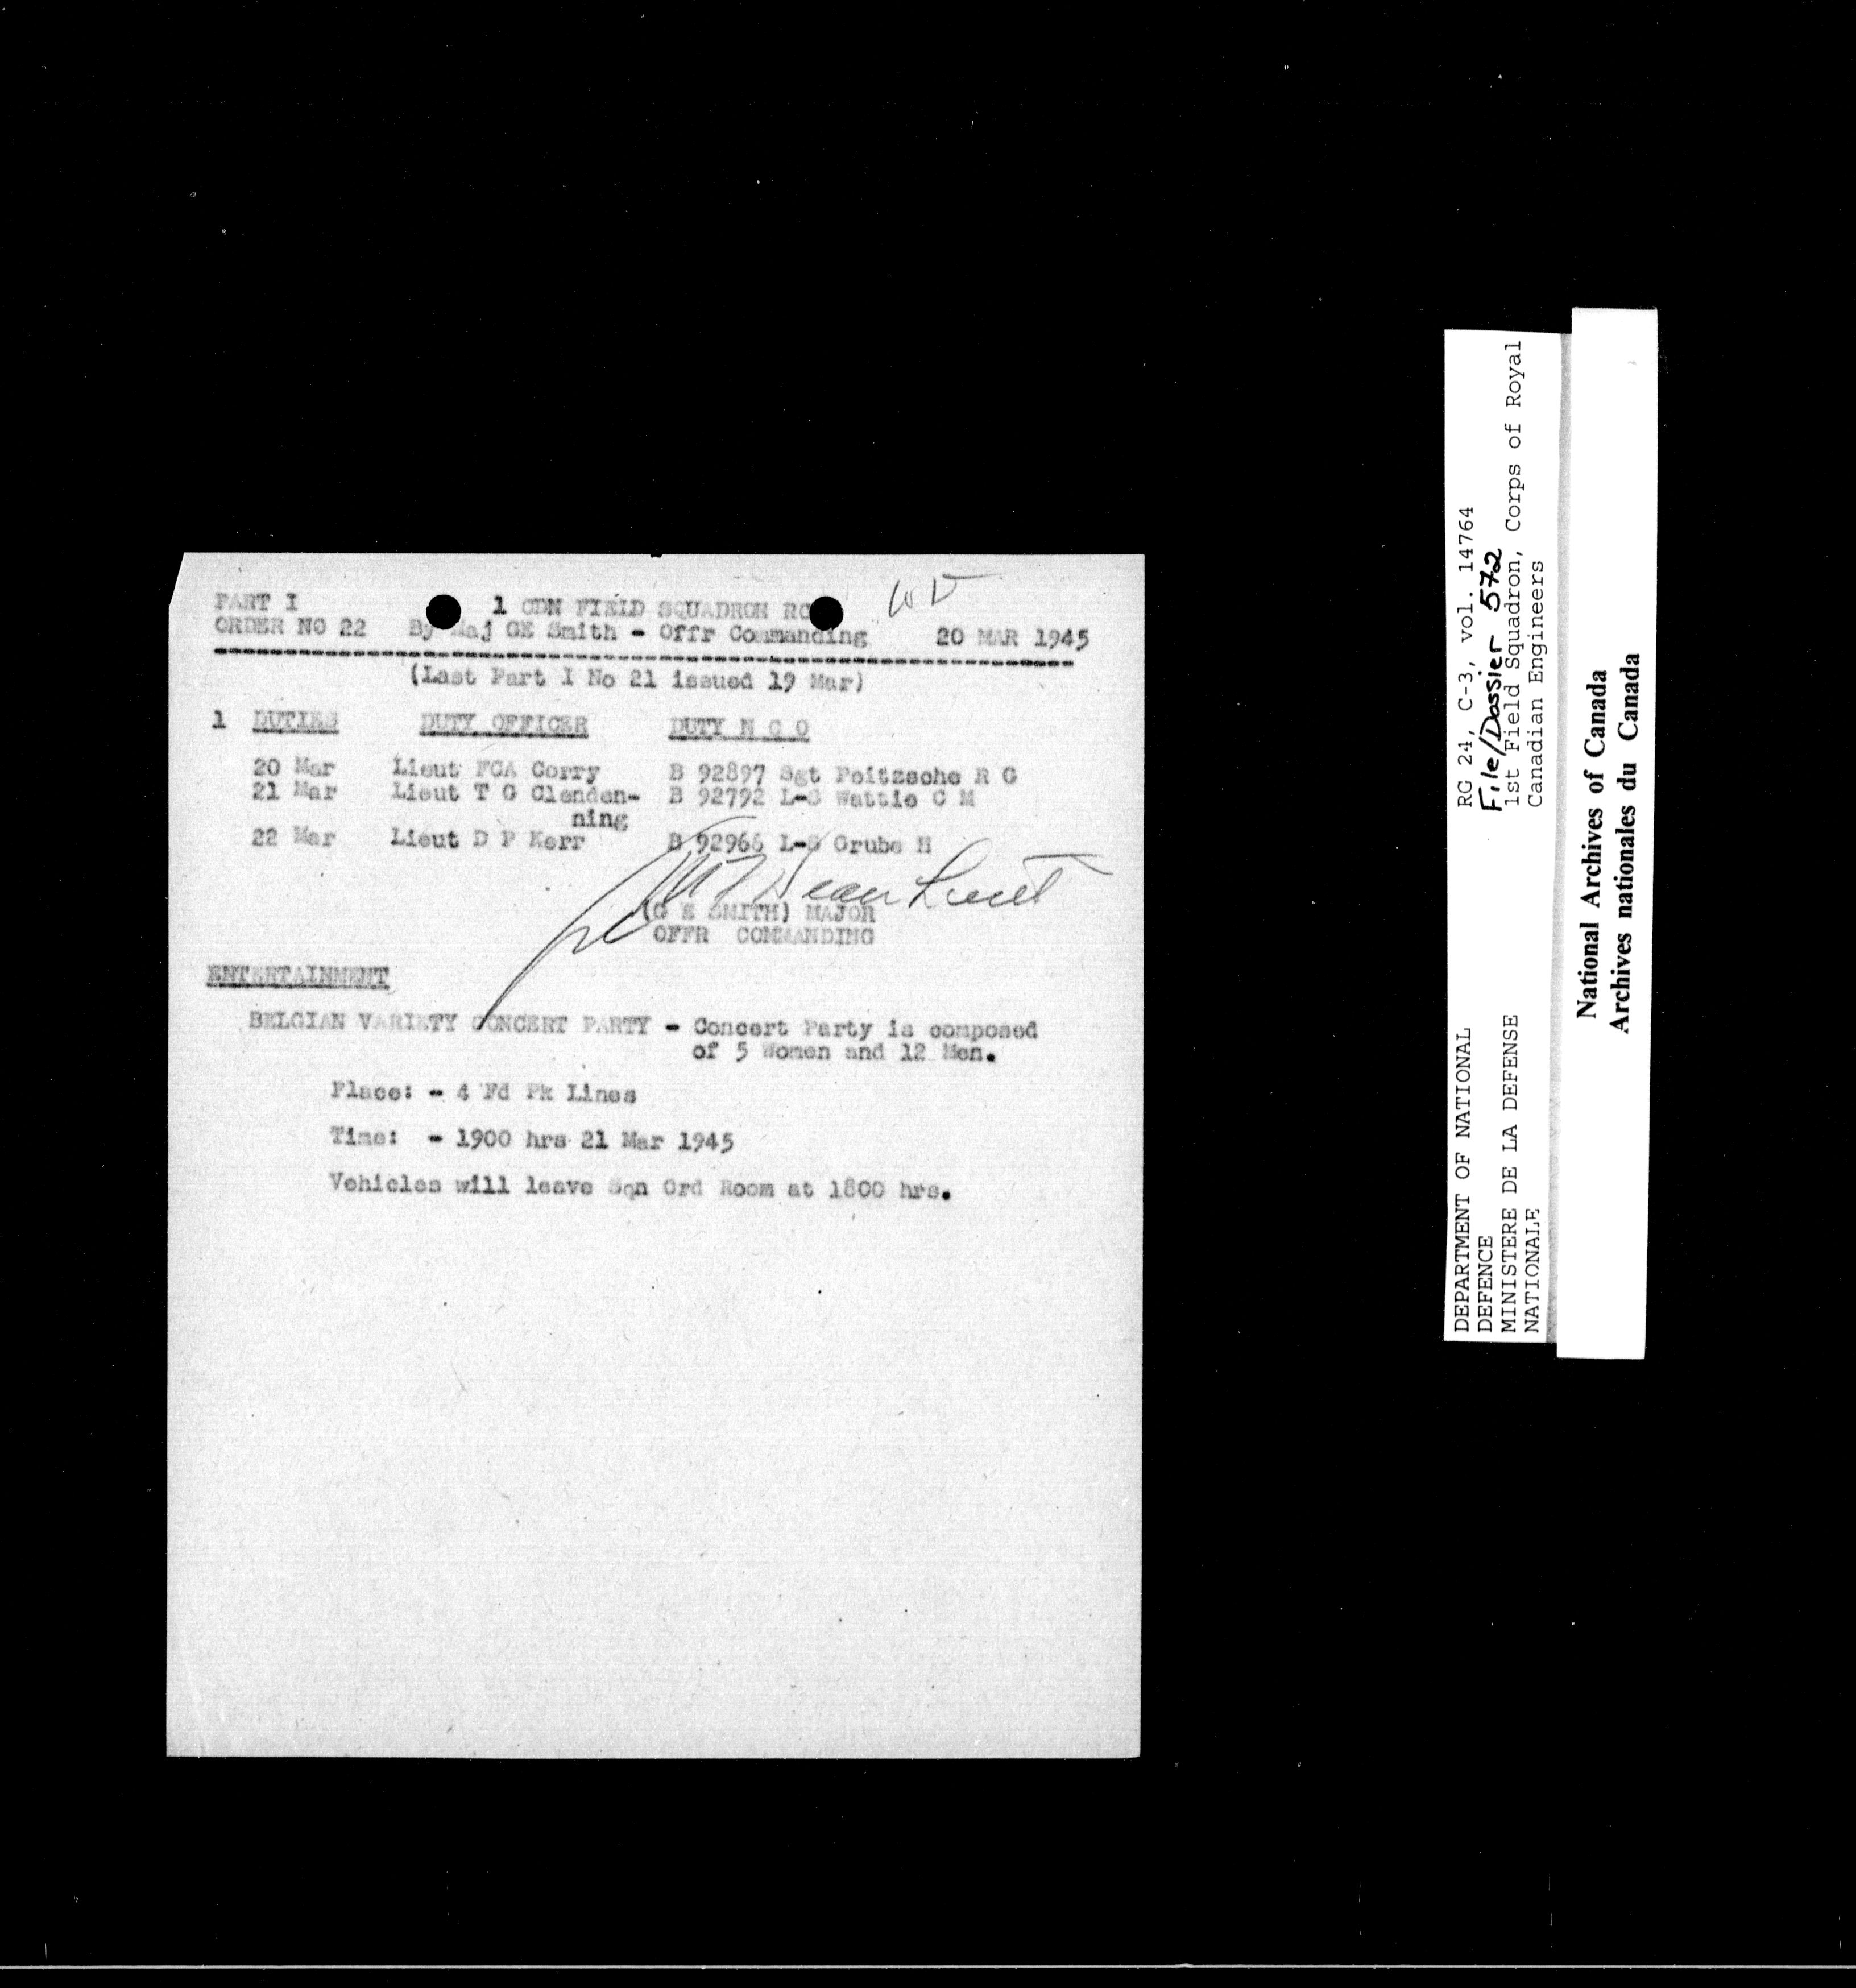 PART I 1 CDN FIELD SQUADRON RC
ORDER NO 22 By Maj GE Smith - Offr Commanding 20 MAR 1945
(Last Part I No 21 issued 19 Mar)
1 DUTIES DUTY OFFICER DUTY N C O
20 Mar Lieut FCA Corry B 92897 Sgt Peitzsche R G
21 Mar Lieut T G Clenden- B 92792 L-S Wattie C M
ning
22 Mar Lieut D P Kerr B 92966 L-S Grube H
Lieut
(G E SMITH) MAJOR
OFFR COMMANDING
ENTERTAINMENT
BELGIAN VARIETY CONCERT PARTY - Concert Party is composed
of 5 Women and 12 Men.
Place: - 4 Fd Pk Lines
Time: - 1900 hrs 21 Mar 1945
Vehicles will leave Sqn Ord Room at 1800 hrs.
DEPARTMENT OF NATIONAL
DEFENCE
MINISTERE DE LA DEFENSE
NATIONALE
RG 24, C-3, vol. 14764
File/Dossier 572
1st Field Squadron, Corps of Royal
Canadian Engineers
National Archives of Canada
Archives nationales du Canada